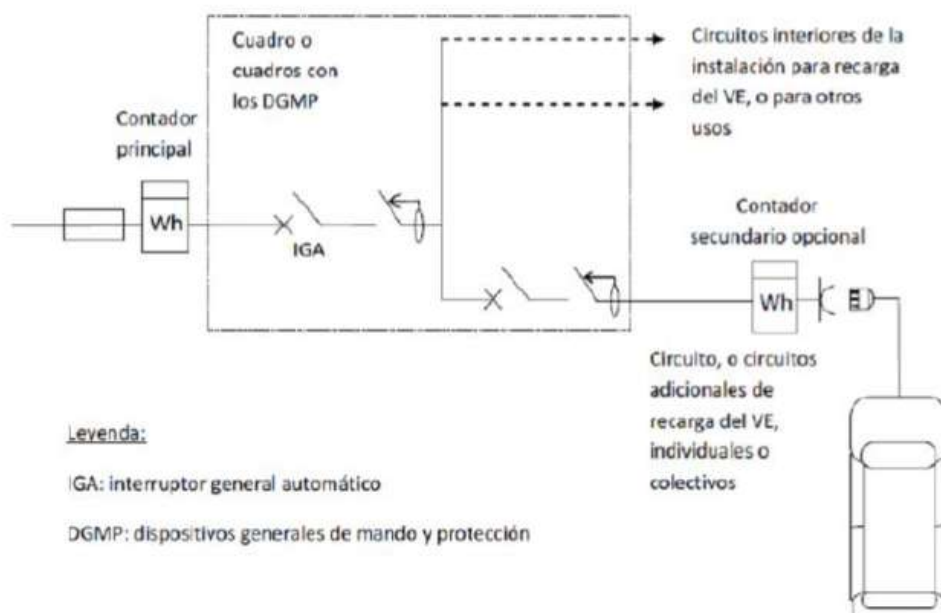 Cuadro o
cuadros con
los DGMP
Circuitos interiores de la
instalación para recarga
del VE, o para otros
usos
Contador
principal
Wh
IGA
Contador
secundario opcional
Wh
Circuito, o circuitos
adicionales de
recarga del VE,
individuales o
colectivos
Leyenda:
IGA: interruptor general automático
DGMP: dispositivos generales de mando y protección